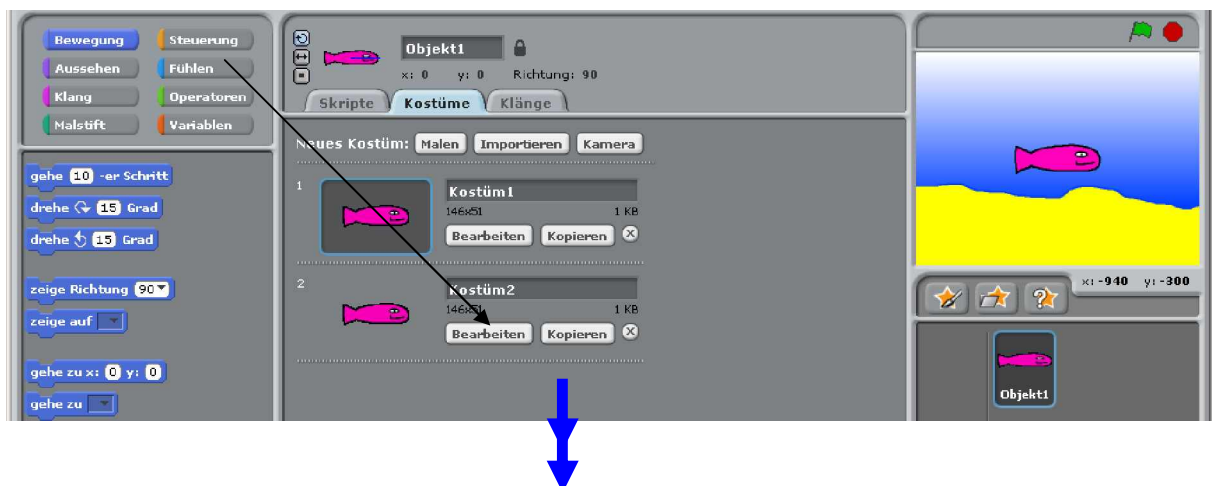 Bewegung Steuerung
Aussehen Fühlen
Klang Operatoren
Malstift Variablen
gehe 10 -er Schritt
drehe 15 Grad
drehe 15 Grad
zeige Richtung 90
zeige auf
gehe zu x: 0 y: 0
gehe zu
Objekt1
x: 0 y: 0 Richtung: 90
Skripte Kostüme Klänge
Neues Kostüm: Malen Importieren Kamera
1
Kostüm1
146x51 1 KB
Bearbeiten Kopieren
2
Kostüm2
146x51 1 KB
Bearbeiten Kopieren
x: -940 y: -300
Objekt1